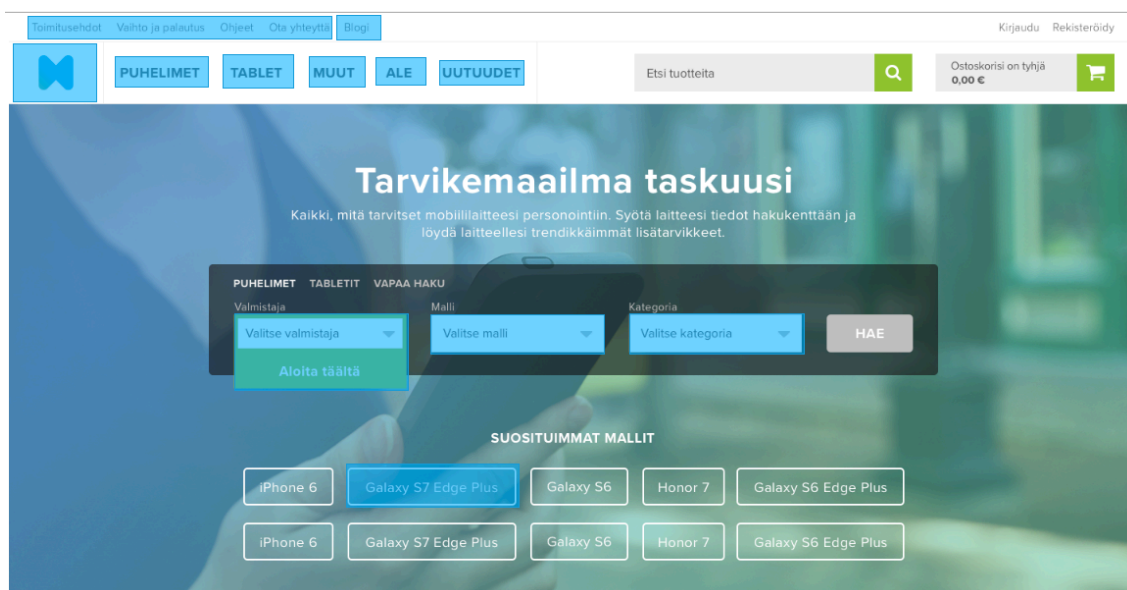 Toimitusehdot Vaihto ja palautus Ohjeet Ota yhteyttä Blogi Kirjaudu Rekisteröidy
PUHELIMET TABLET MUUT ALE UUTUUDET Etsi tuotteita Ostoskorisi on tyhjä
0,00 €
Tarvikemaailma taskuusi
Kaikki, mitä tarvitset mobiililaitteesi personointiin. Syötä laitteesi tiedot hakukenttään ja
löydä laitteellesi trendikkäimmät lisätarvikkeet.
PUHELIMET TABLETIT VAPAA HAKU
Valmistaja Malli Kategoria
Valitse valmistaja Valitse malli Valitse kategoria HAE
Aloita täältä
SUOSITUIMMAT MALLIT
iPhone 6 Galaxy S7 Edge Plus Galaxy S6 Honor 7 Galaxy S6 Edge Plus
iPhone 6 Galaxy S7 Edge Plus Galaxy S6 Honor 7 Galaxy S6 Edge Plus